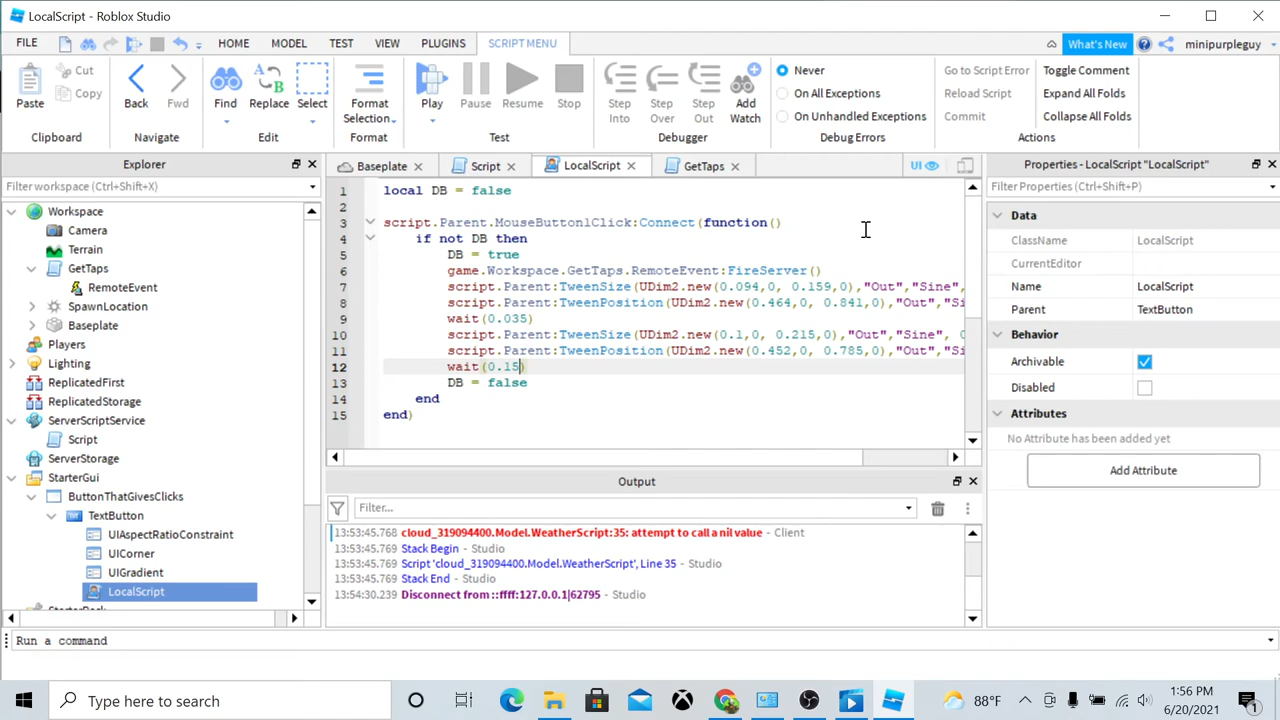 LocalScript - Roblox Studio
FILE HOME MODEL TEST VIEW PLUGINS SCRIPT MENU What's New minipurpleguy
Paste Cut Copy
Clipboard
Back Fwd
Navigate
Find Replace Select
Edit
Format Selection
Format
Play Pause Resume Stop
Test
Step Into Step Over Step Out Add Watch
Debugger
Never
On All Exceptions
On Unhandled Exceptions
Debug Errors
Go to Script Error
Reload Script
Commit
Toggle Comment
Expand All Folds
Collapse All Folds
Actions
Explorer
Filter workspace (Ctrl+Shift+X)
Workspace
Camera
Terrain
GetTaps
RemoteEvent
SpawnLocation
Baseplate
Players
Lighting
ReplicatedFirst
ReplicatedStorage
ServerScriptService
Script
ServerStorage
StarterGui
ButtonThatGivesClicks
TextButton
UIAspectRatioConstraint
UICorner
UIGradient
LocalScript
Baseplate Script LocalScript GetTaps UI
1 local DB = false
2
3 script.Parent.MouseButton1Click:Connect(function()
4 if not DB then
5 DB = true
6 game.Workspace.GetTaps.RemoteEvent:FireServer()
7 script.Parent:TweenSize(UDim2.new(0.094,0, 0.159,0),"Out","Sine",
8 script.Parent:TweenPosition(UDim2.new(0.464,0, 0.841,0),"Out","Si
9 wait(0.035)
10 script.Parent:TweenSize(UDim2.new(0.1,0, 0.215,0),"Out","Sine", 0
11 script.Parent:TweenPosition(UDim2.new(0.452,0, 0.785,0),"Out","Si
12 wait(0.15)
13 DB = false
14 end
15 end)
Output
Filter...
13:53:45.768 cloud_319094400.Model.WeatherScript:35: attempt to call a nil value - Client
13:53:45.769 Stack Begin - Studio
13:53:45.769 Script 'cloud_319094400.Model.WeatherScript', Line 35 - Studio
13:53:45.769 Stack End - Studio
13:54:30.239 Disconnect from ::ffff:127.0.0.1|62795 - Studio
Properties - LocalScript "LocalScript"
Filter Properties (Ctrl+Shift+P)
Data
ClassName LocalScript
CurrentEditor
Name LocalScript
Parent TextButton
Behavior
Archivable
Disabled
Attributes
No Attribute has been added yet
Add Attribute
Run a command
Type here to search
88°F
1:56 PM
6/20/2021
1